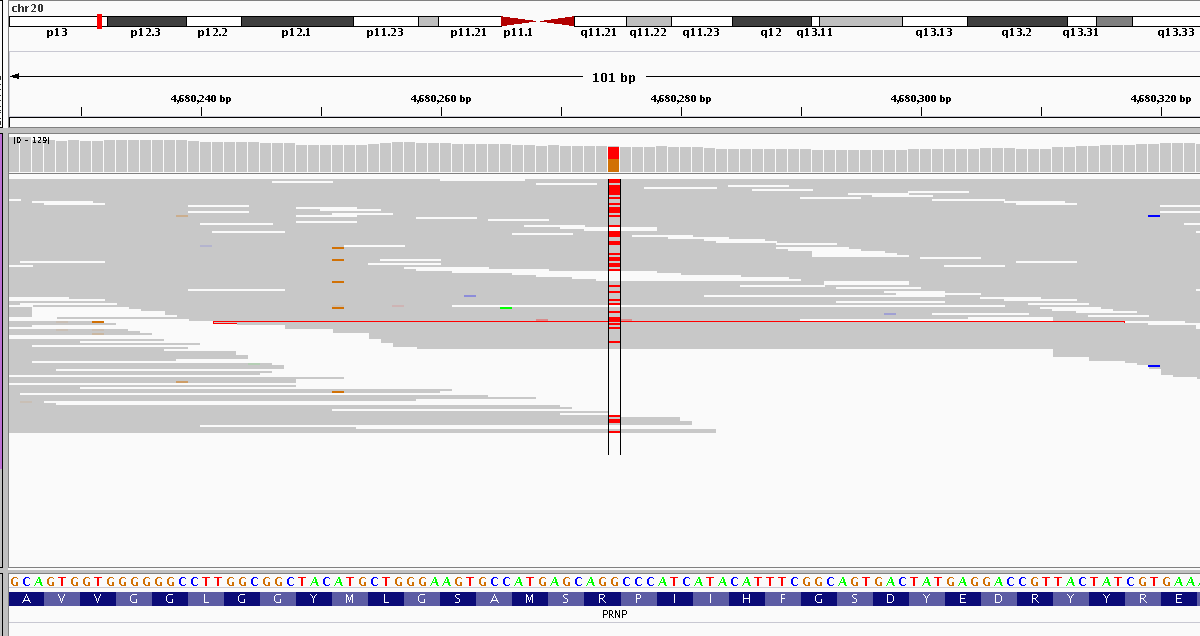 chr20
p13 p12.3 p12.2 p12.1 p11.23 p11.21 p11.1 q11.21 q11.22 q11.23 q12 q13.11 q13.13 q13.2 q13.31 q13.33
101 bp
4,680,240 bp 4,680,260 bp 4,680,280 bp 4,680,300 bp 4,680,320 bp
[0 - 129]
GCAGTGGTGGGGGGCCTTGGCGGCTACATGCTGGGAAGTGCCATGAGCAGGCCCATCATACATTTCGGCAGTGACTATGAGGACCGTTACTATCGTGAAA
A V V G G L G G Y M L G S A M S R P I I H F G S D Y E D R Y Y R E
PRNP